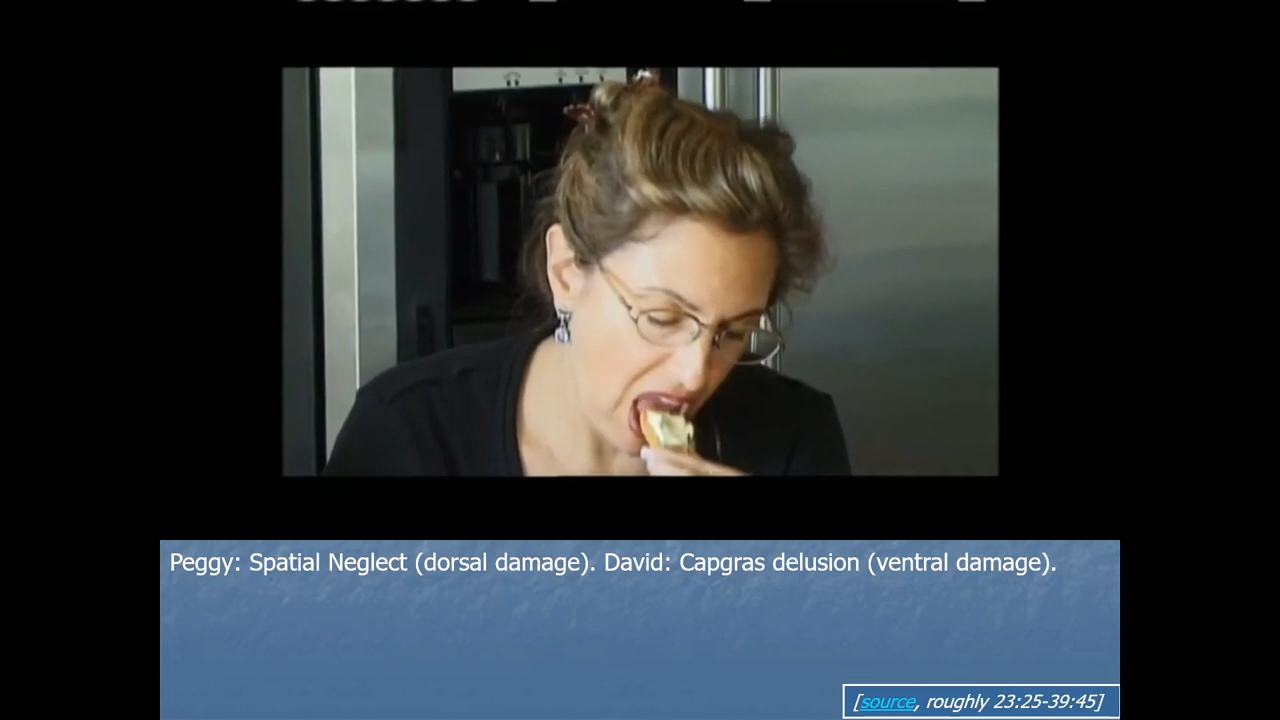 Peggy: Spatial Neglect (dorsal damage). David: Capgras delusion (ventral damage).
[source, roughly 23:25-39:45]